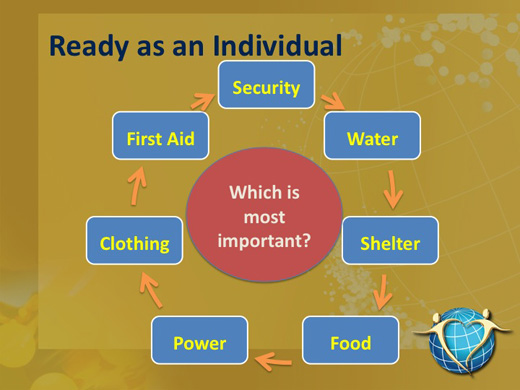 Ready as an Individual
Security
Water
Shelter
Food
Power
Clothing
First Aid
Which is
most
important?